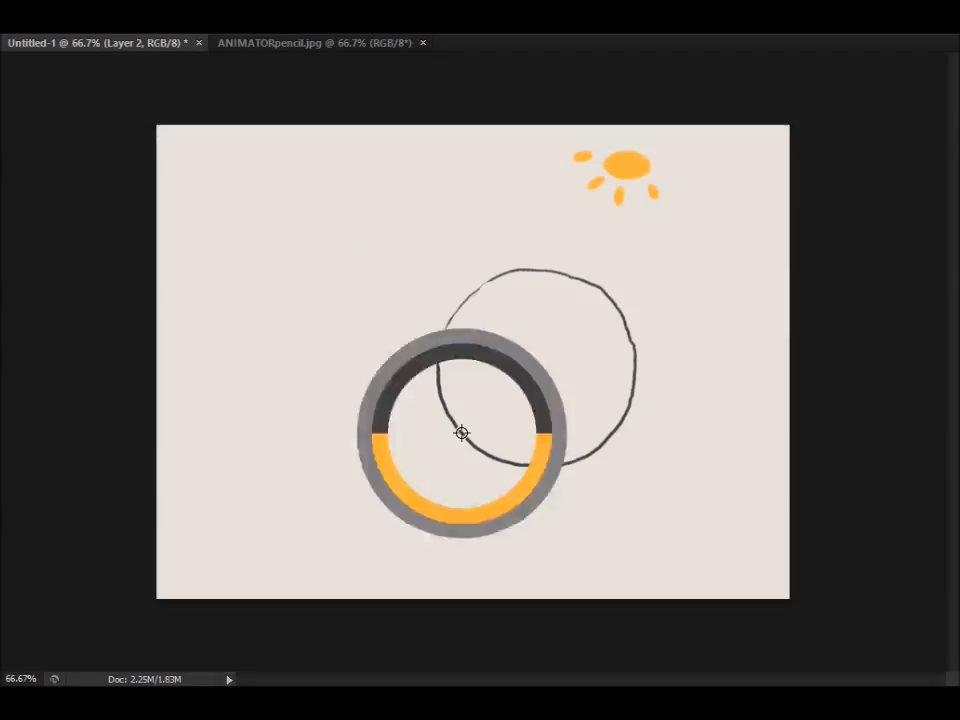 Untitled-1 @ 66.7% (Layer 2, RGB/8) * × ANIMATORpencil.jpg @ 66.7% (RGB/8*) ×
66.67% Doc: 2.25M/1.83M